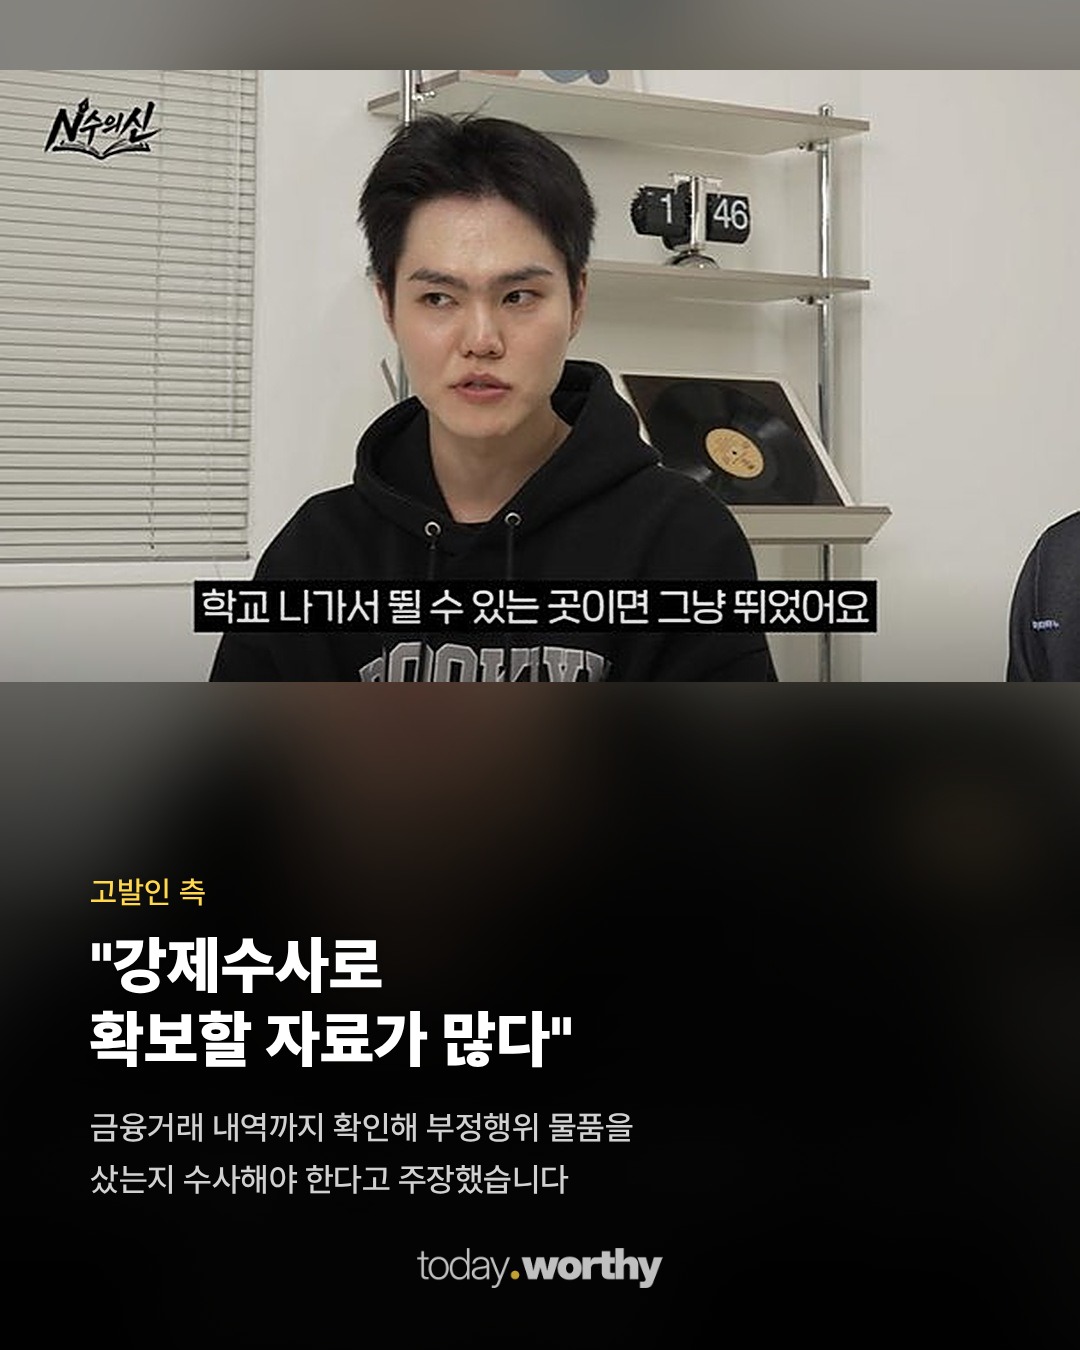 N수의신
1 46
학교 나가서 뛸 수 있는 곳이면 그냥 뛰었어요
고발인 측
"강제수사로
확보할 자료가 많다"
금융거래 내역까지 확인해 부정행위 물품을
샀는지 수사해야 한다고 주장했습니다
today.worthy